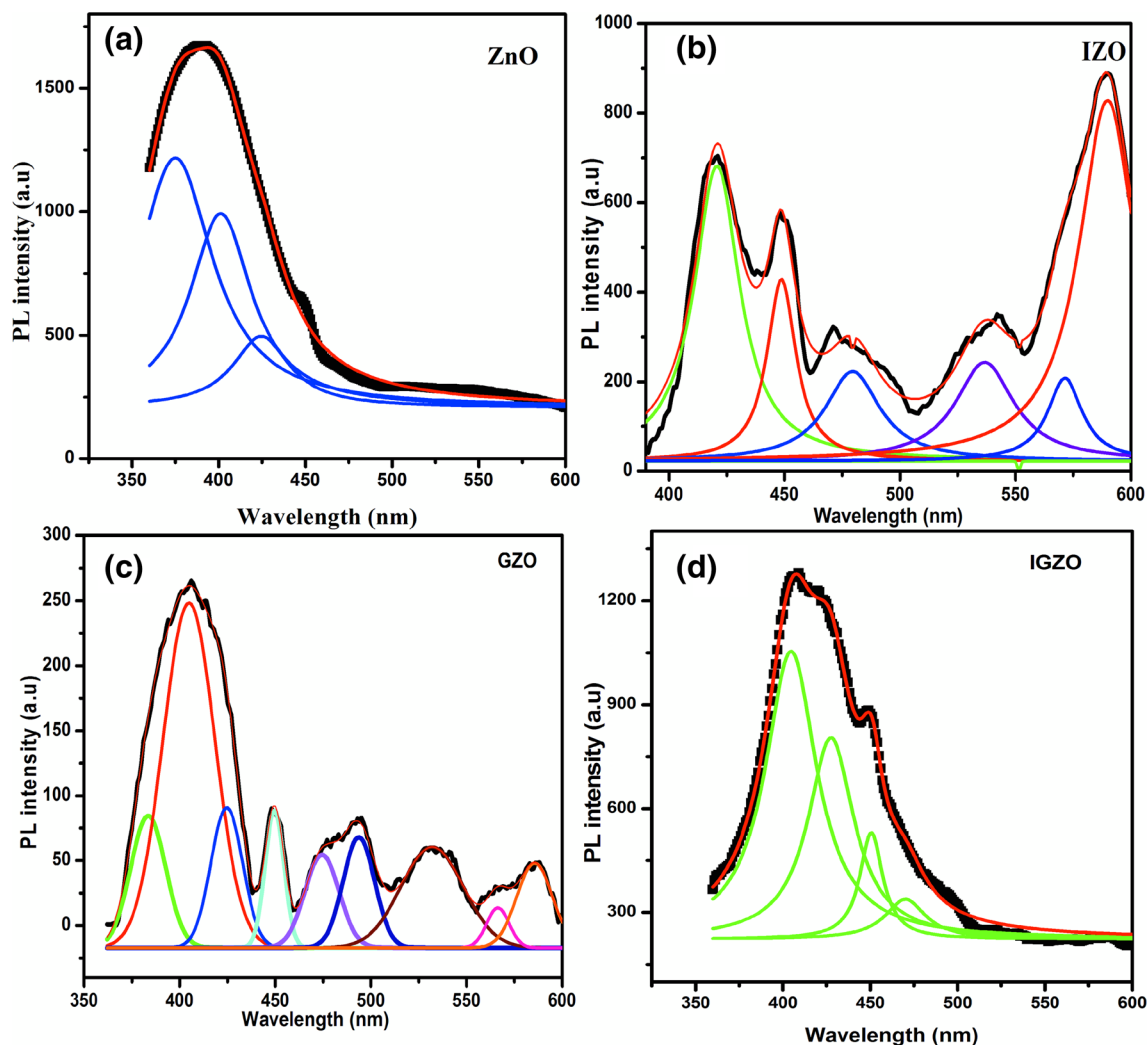 (a)
ZnO
PL intensity (a.u)
1500
1000
500
0
350 400 450 500 550 600
Wavelength (nm)
(b)
IZO
PL intensity (a.u)
1000
800
600
400
200
0
400 450 500 550 600
Wavelength (nm)
(c)
GZO
PL intensity (a.u)
300
250
200
150
100
50
0
350 400 450 500 550 600
Wavelength (nm)
(d)
IGZO
PL intensity (a.u)
1200
900
600
300
350 400 450 500 550 600
Wavelength (nm)